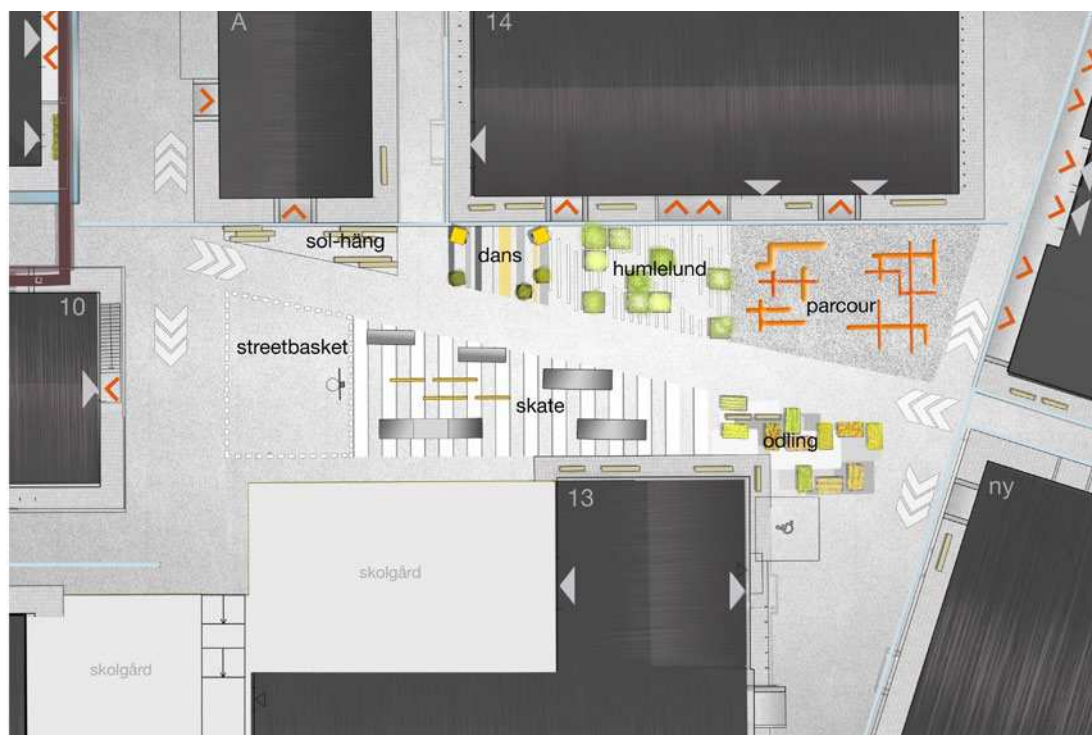 A
14
sol-häng
dans
humlelund
parcour
10
streetbasket
skate
odling
13
ny
skolgård
skolgård